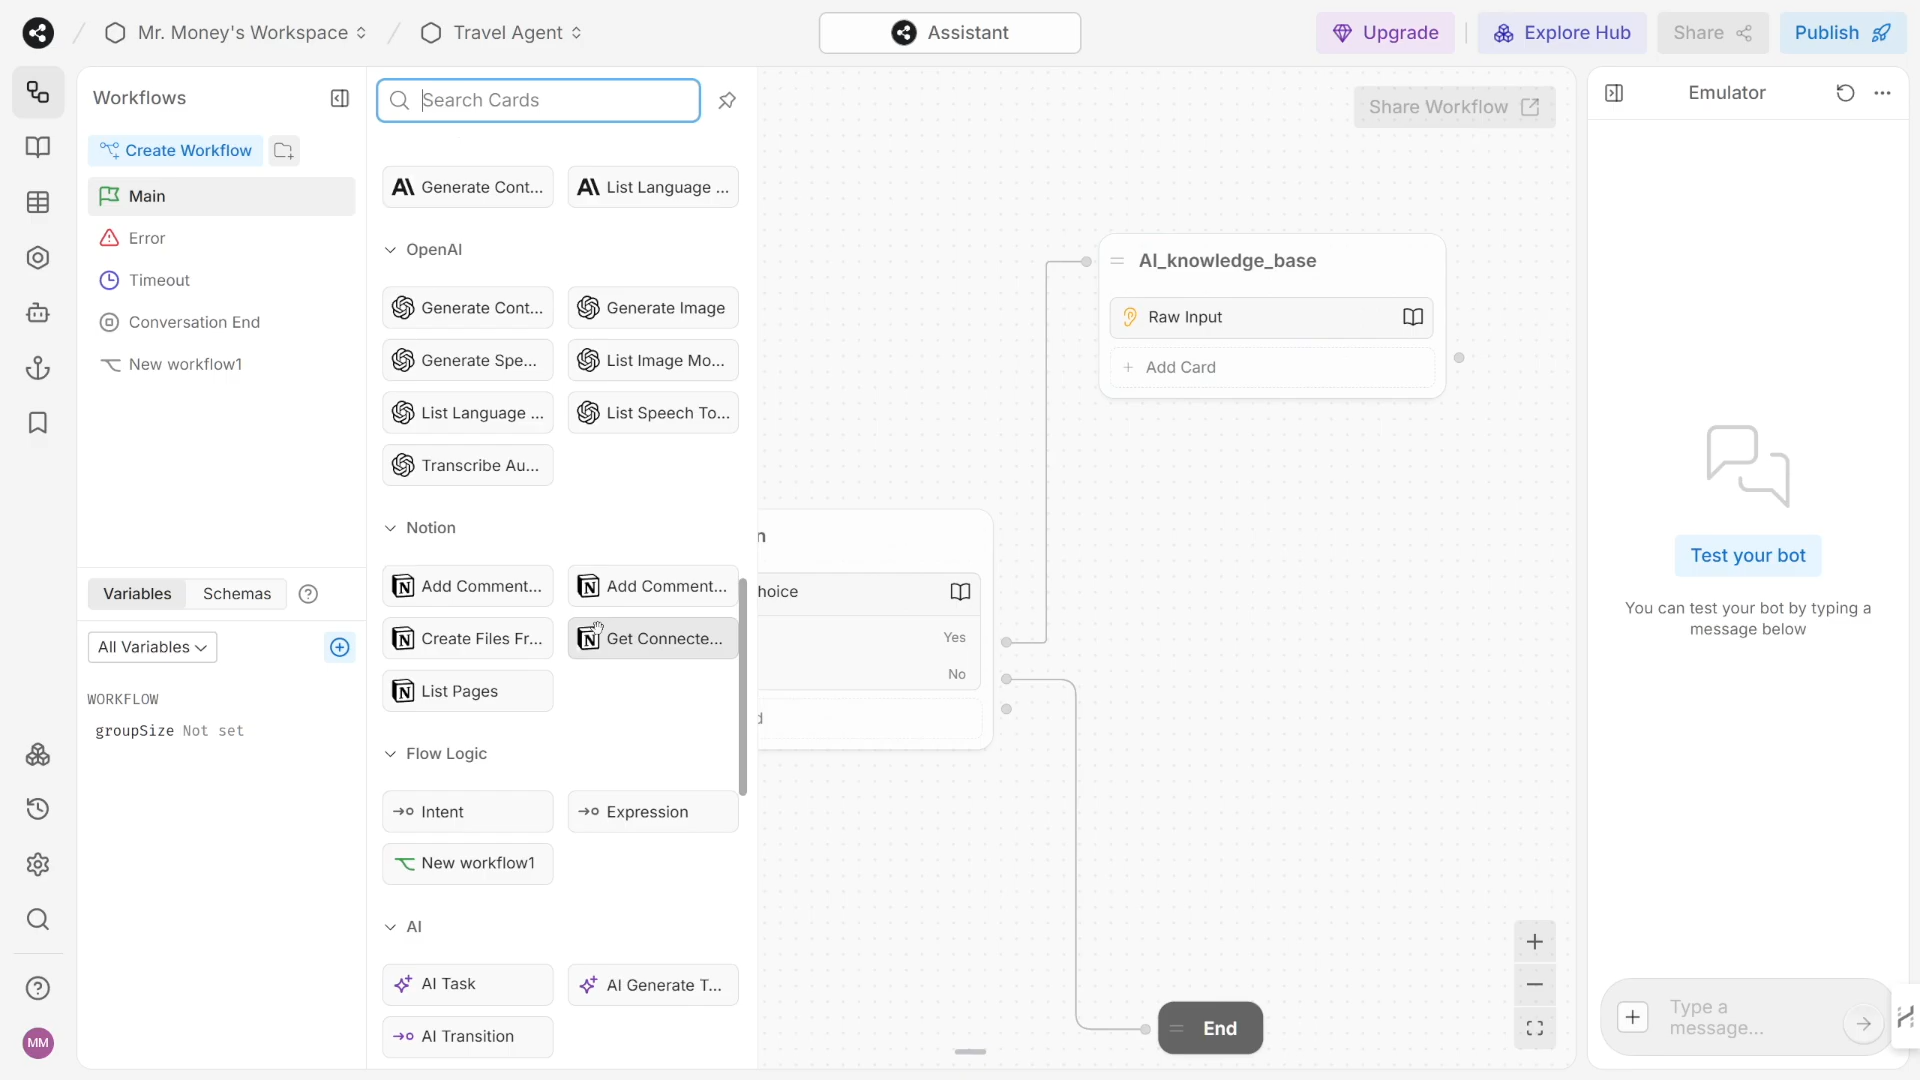 Mr. Money's Workspace
Travel Agent
Assistant
Upgrade
Explore Hub
Share
Publish
Workflows
Create Workflow
Main
Error
Timeout
Conversation End
New workflow1
Variables
Schemas
All Variables
WORKFLOW
groupSize Not set
MM
Search Cards
Generate Cont...
List Language ...
OpenAI
Generate Cont...
Generate Image
Generate Spe...
List Image Mo...
List Language ...
List Speech To...
Transcribe Au...
Notion
Add Comment...
Add Comment...
Create Files Fr...
Get Connecte...
List Pages
Flow Logic
Intent
Expression
New workflow1
AI
AI Task
AI Generate T...
AI Transition
Share Workflow
AI_knowledge_base
Raw Input
Add Card
n
hoice
Yes
No
d
End
Emulator
Test your bot
You can test your bot by typing a
message below
Type a
message...